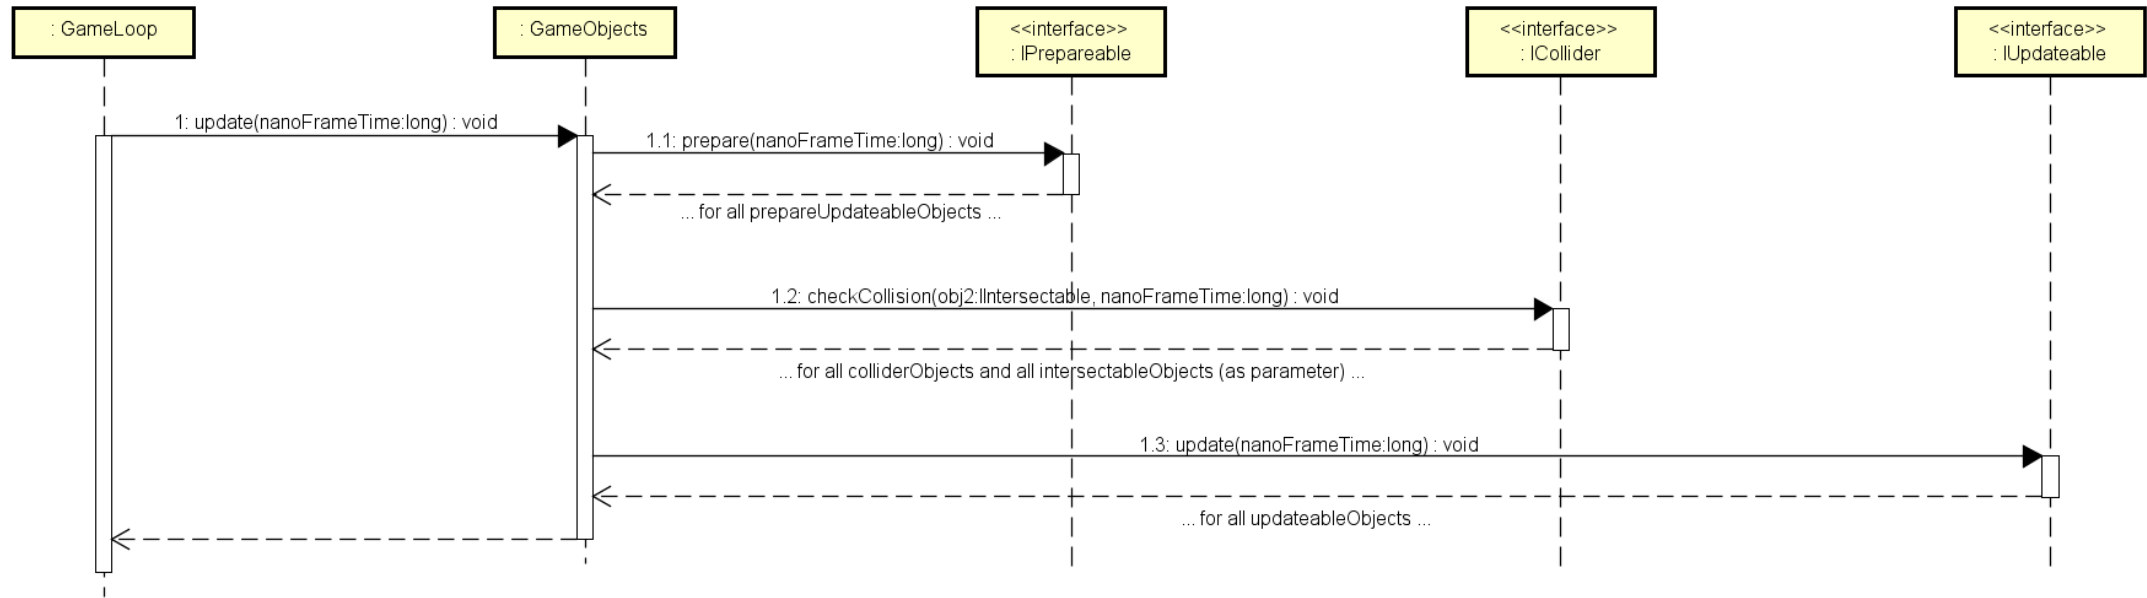 : GameLoop
: GameObjects
<<interface>>
: IPrepareable
<<interface>>
: ICollider
<<interface>>
: IUpdateable
1: update(nanoFrameTime:long) : void
1.1: prepare(nanoFrameTime:long) : void
... for all prepareUpdateableObjects ...
1.2: checkCollision(obj2:IIntersectable, nanoFrameTime:long) : void
... for all colliderObjects and all intersectableObjects (as parameter) ...
1.3: update(nanoFrameTime:long) : void
... for all updateableObjects ...